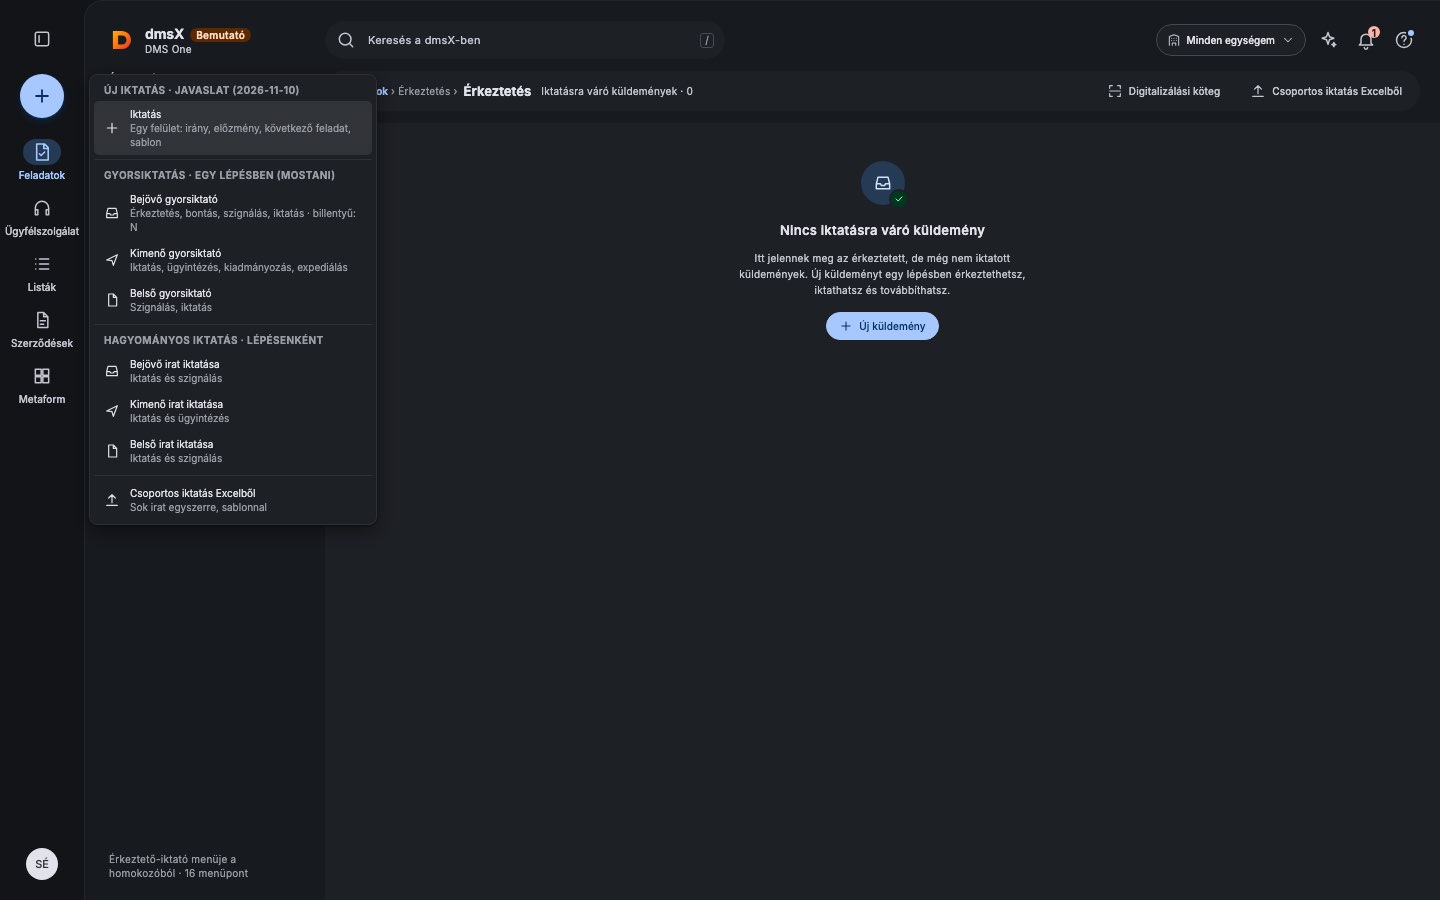 dmsX Bemutató
DMS One
Keresés a dmsX-ben /
Minden egységem
1
ok › Érkeztetés › Érkeztetés Iktatásra váró küldemények · 0
Digitalizálási köteg
Csoportos iktatás Excelből
Feladatok
Ügyfélszolgálat
Listák
Szerződések
Metaform
SÉ
ÚJ IKTATÁS · JAVASLAT (2026-11-10)
Iktatás
Egy felület: irány, előzmény, következő feladat,
sablon
GYORSIKTATÁS · EGY LÉPÉSBEN (MOSTANI)
Bejövő gyorsiktató
Érkeztetés, bontás, szignálás, iktatás · billentyű:
N
Kimenő gyorsiktató
Iktatás, ügyintézés, kiadmányozás, expediálás
Belső gyorsiktató
Szignálás, iktatás
HAGYOMÁNYOS IKTATÁS · LÉPÉSENKÉNT
Bejövő irat iktatása
Iktatás és szignálás
Kimenő irat iktatása
Iktatás és ügyintézés
Belső irat iktatása
Iktatás és szignálás
Csoportos iktatás Excelből
Sok irat egyszerre, sablonnal
Nincs iktatásra váró küldemény
Itt jelennek meg az érkeztetett, de még nem iktatott
küldemények. Új küldeményt egy lépésben érkeztethetsz,
iktathatsz és továbbíthatsz.
Új küldemény
Érkeztető-iktató menüje a
homokozóból · 16 menüpont